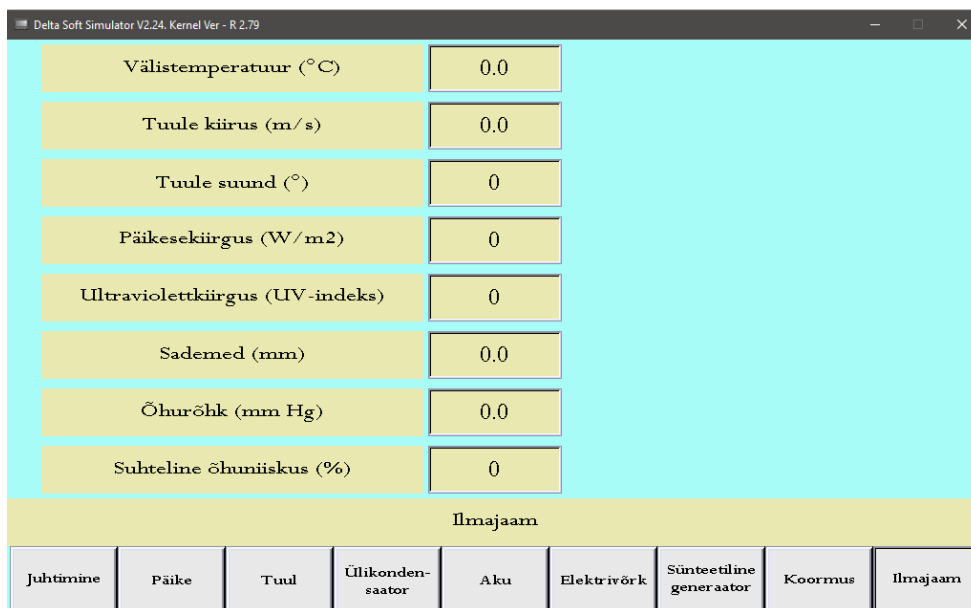 Delta Soft Simulator V2.24. Kernel Ver - R 2.79
Välistemperatuur (°C) 0.0
Tuule kiirus (m/s) 0.0
Tuule suund (°) 0
Päikesekiirgus (W/m2) 0
Ultraviolettkiirgus (UV-indeks) 0
Sademed (mm) 0.0
Õhurõhk (mm Hg) 0.0
Suhteline õhuniiskus (%) 0
Ilmajaam
Juhtimine
Päike
Tuul
Ülikonden-
saator
Aku
Elektrivõrk
Sünteetiline
generaator
Koormus
Ilmajaam